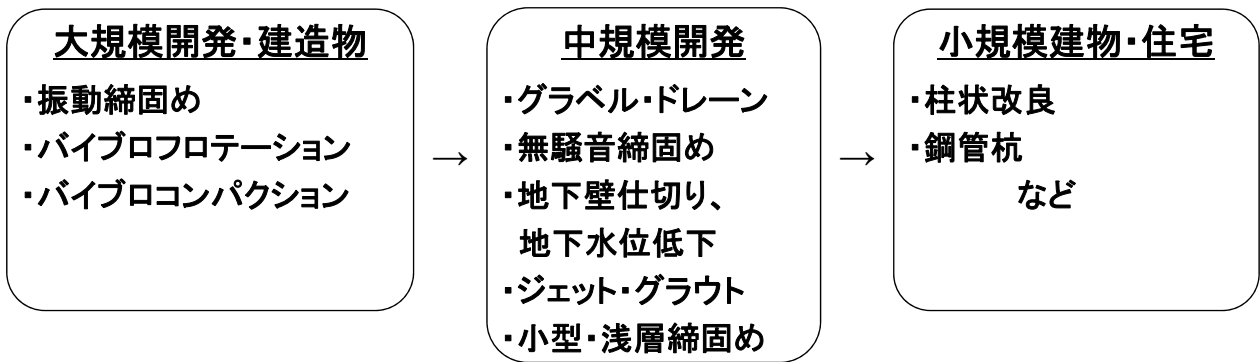 大規模開発・建造物
・振動締固め
・バイブロフロテーション
・バイブロコンパクション
→
中規模開発
・グラベル・ドレーン
・無騒音締固め
・地下壁仕切り、
地下水位低下
・ジェット・グラウト
・小型・浅層締固め
→
小規模建物・住宅
・柱状改良
・鋼管杭
など